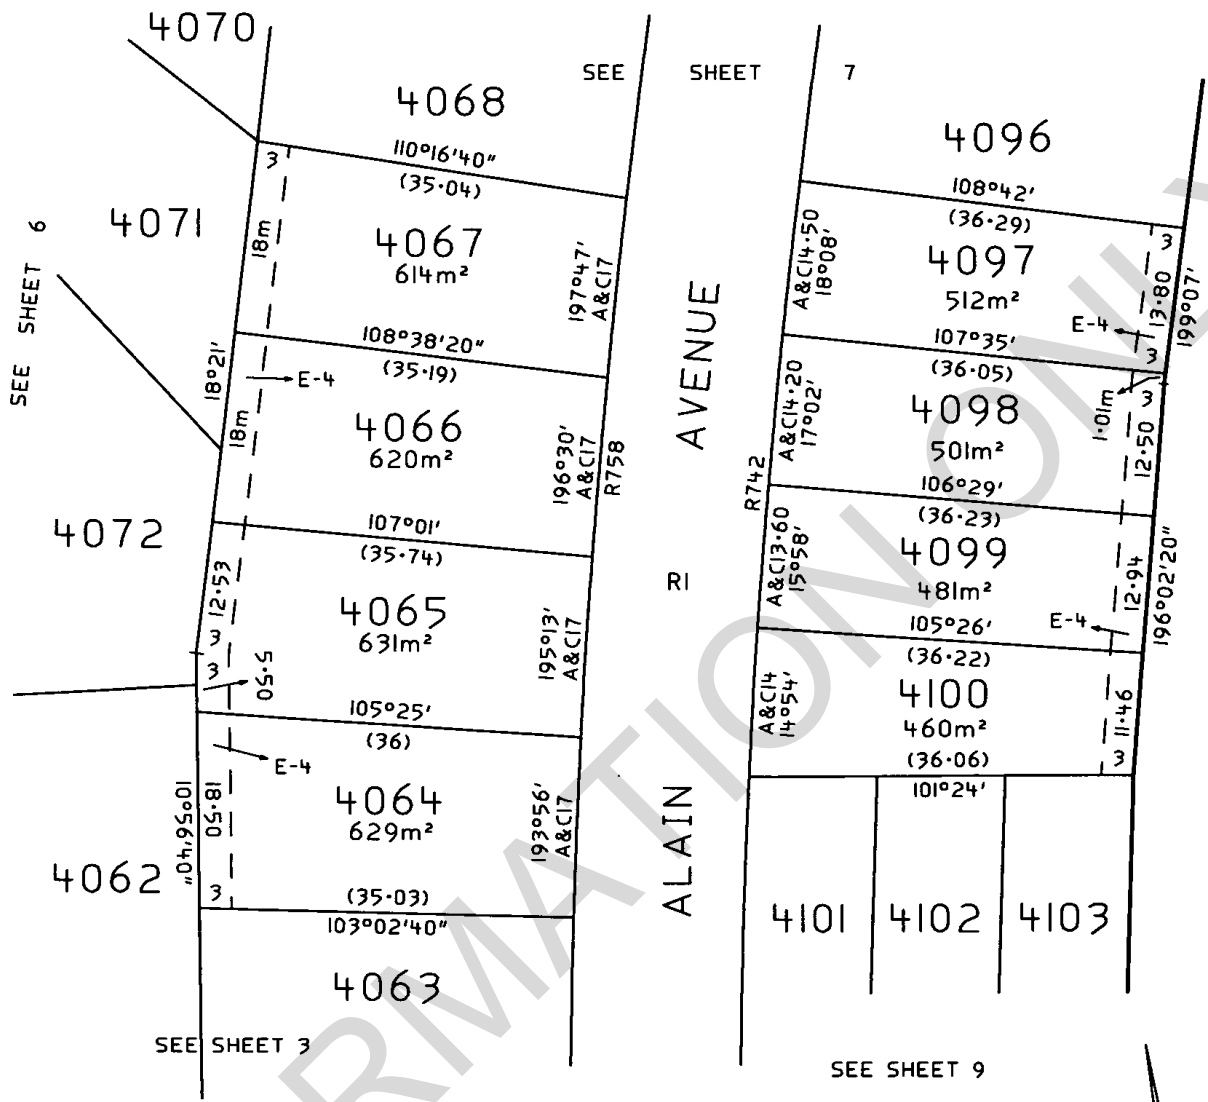 4070
SEE SHEET 7
4068
110°16'40"
(35·04)
3
4071
18m
4067
614m²
197°47'
A&C17
SEE SHEET 6
108°38'20"
(35·19)
18°21'
E-4
18m
4066
620m²
196°30'
A&C17
R758
107°01'
(35·74)
4072
12·53
4065
631m²
195°13'
A&C17
3
3
5·50
105°25'
(36)
E-4
10°56'40"
18·50
4064
629m²
193°56'
A&C17
4062
3
(35·03)
103°02'40"
4063
SEE SHEET 3
ALAIN AVENUE
R1
4096
108°42'
(36·29)
A&C14·50
18°08'
4097
512m²
3
13·80
199°07'
E-4
107°35'
3
(36·05)
A&C14·20
17°02'
4098
501m²
1·01m
3
12·50
R742
106°29'
(36·23)
A&C13·60
15°58'
4099
481m²
12·94
196°02'20"
E-4
105°26'
(36·22)
A&C14
14°54'
4100
460m²
11·46
(36·06)
3
101°24'
4101
4102
4103
SEE SHEET 9
RMATION ONLY